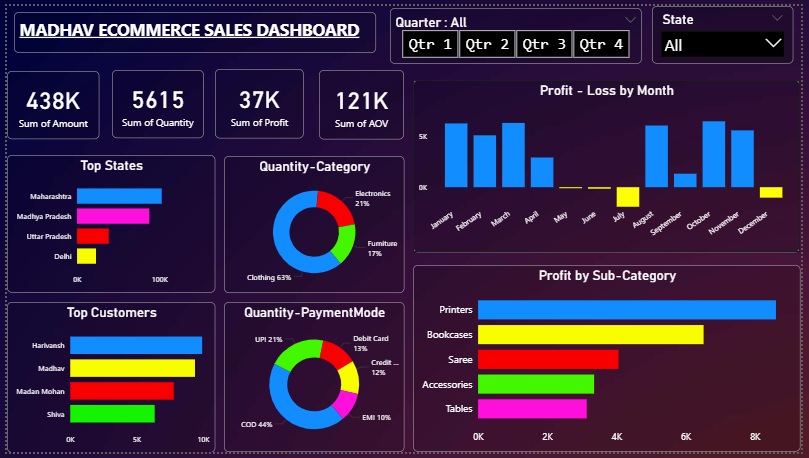 MADHAV ECOMMERCE SALES DASHBOARD
Quarter : All
Qtr 1 Qtr 2 Qtr 3 Qtr 4
State
All
438K
Sum of Amount
5615
Sum of Quantity
37K
Sum of Profit
121K
Sum of AOV
Profit - Loss by Month
5K
0K
January February March April May June July August September October November December
Top States
Maharashtra
Madhya Pradesh
Uttar Pradesh
Delhi
0K 100K
Quantity-Category
Electronics
21%
Furniture
17%
Clothing 63%
Profit by Sub-Category
Printers
Bookcases
Saree
Accessories
Tables
0K 2K 4K 6K 8K
Top Customers
Harivansh
Madhav
Madan Mohan
Shiva
0K 5K 10K
Quantity-PaymentMode
UPI 21%
Debit Card
13%
Credit ...
12%
EMI 10%
COD 44%